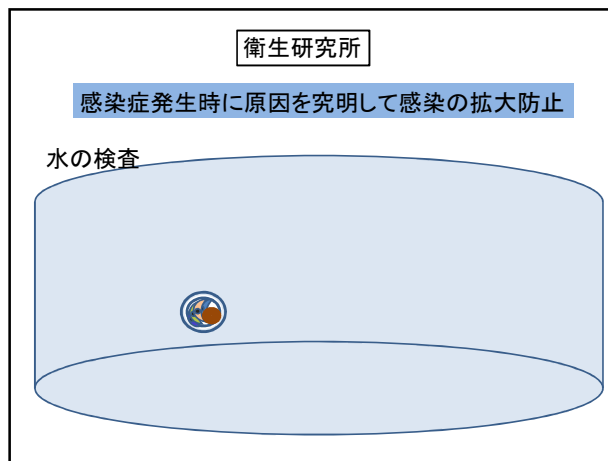 衛生研究所
感染症発生時に原因を究明して感染の拡大防止
水の検査